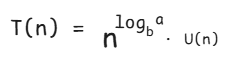 T(n) = n^{log_b a} . U(n)